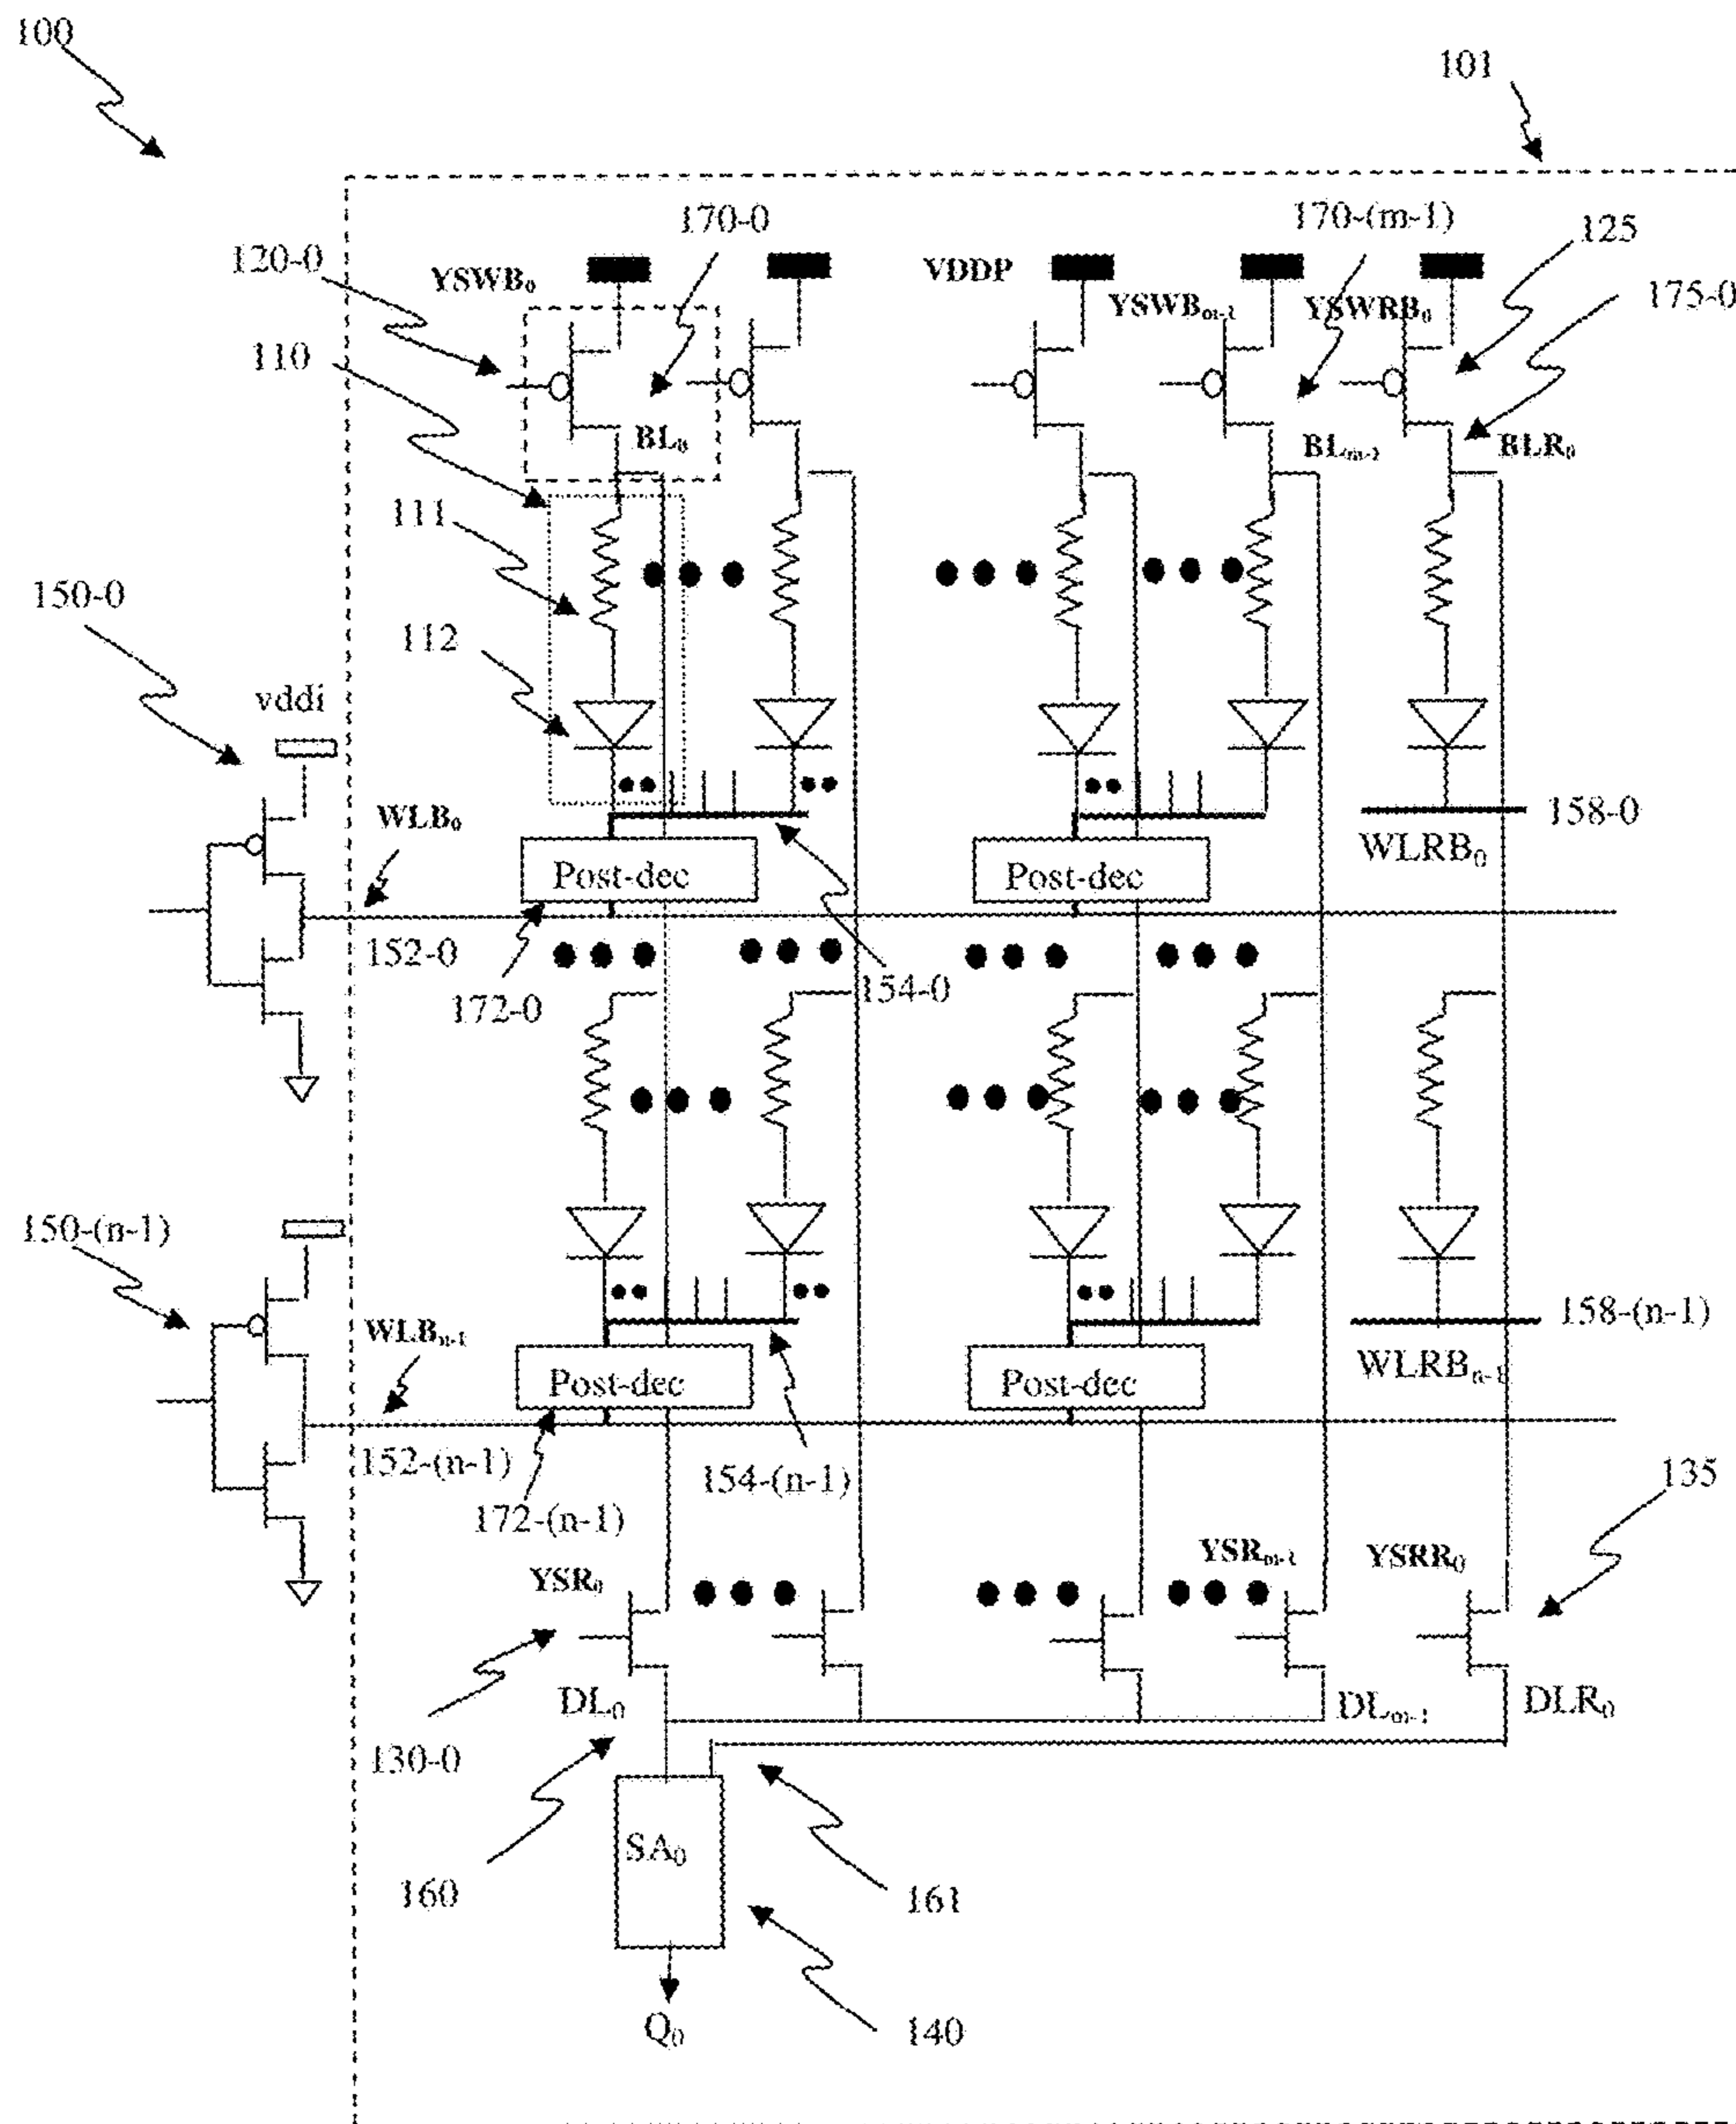 100
101
170-0
170-(m-1)
125
120-0
YSWB₀
VDDP
YSWBₘ₋₁
YSWRB₀
175-0
110
BL₀
BLₘ₋₁
BLR₀
111
150-0
112
vddi
WLB₀
158-0
WLRB₀
Post-dec
Post-dec
152-0
172-0
154-0
150-(n-1)
WLBₙ₋₁
158-(n-1)
WLRBₙ₋₁
Post-dec
Post-dec
152-(n-1)
154-(n-1)
172-(n-1)
135
YSR₀
YSRₘ₋₁
YSRR₀
DL₀
DLₘ₋₁
DLR₀
130-0
SA₀
160
161
Q₀
140